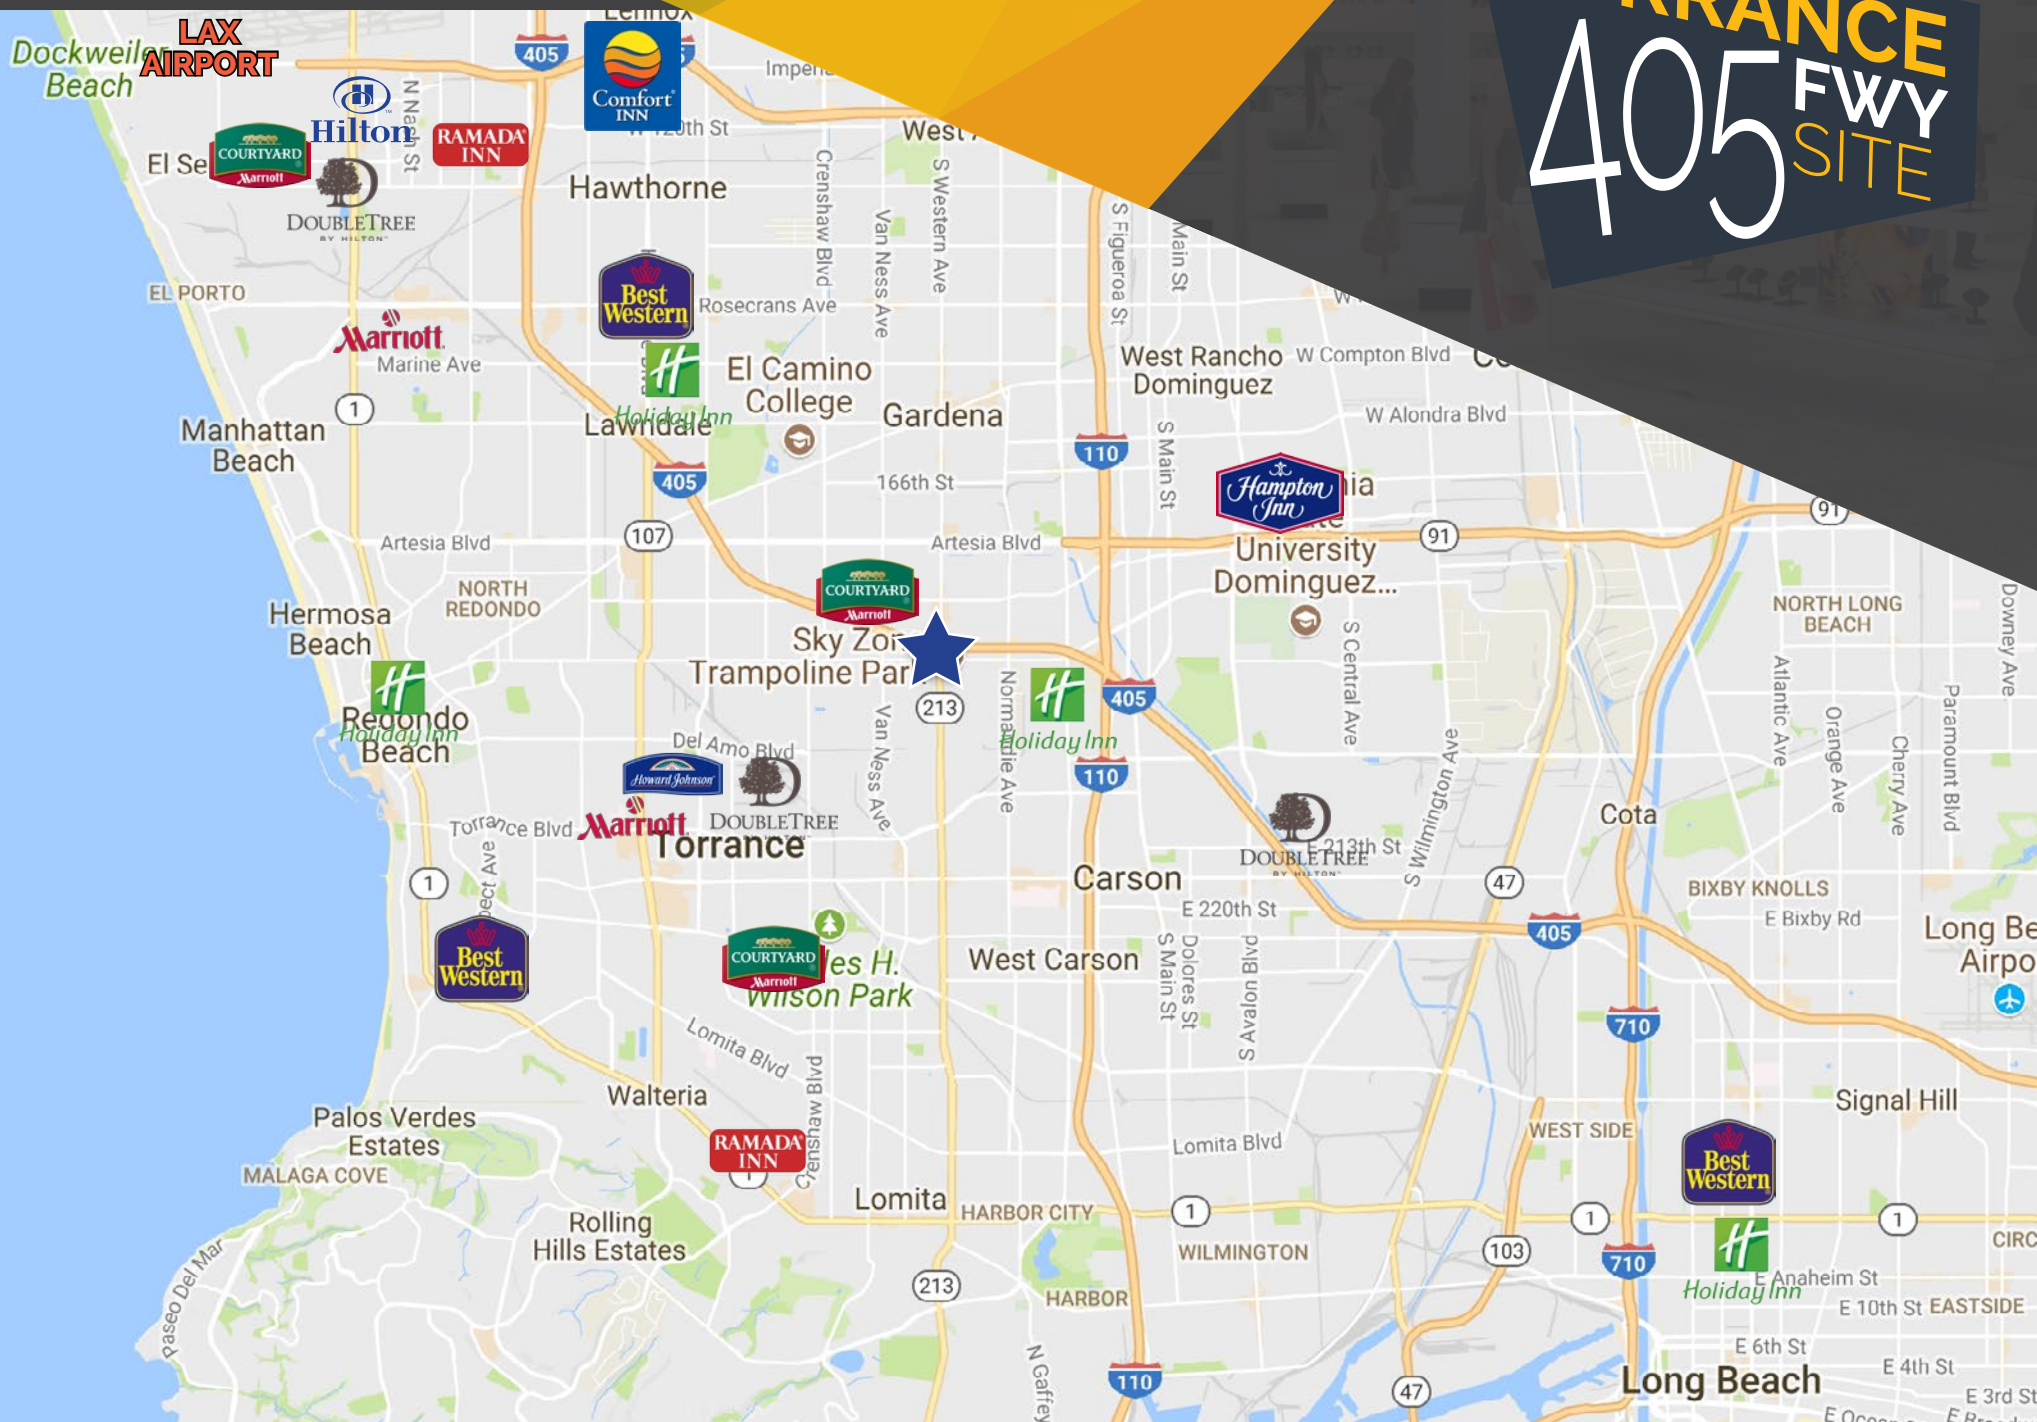 LAX
AIRPORT
Dockweiler
Beach
405
Comfort
INN
Hilton
N Nash St
COURTYARD
Marriott
RAMADA
INN
El Se
DOUBLETREE
BY HILTON
Hawthorne
W 120th St
West
Crenshaw Blvd
Van Ness Ave
S Western Ave
S Figueroa St
Main St
RRANCE
405 FWY
SITE
EL PORTO
Best
Western
Rosecrans Ave
Marriott
Marine Ave
Holiday Inn
Lawndale
El Camino
College
Gardena
West Rancho
Dominguez
W Compton Blvd
W Alondra Blvd
1
Manhattan
Beach
110
S Main St
405
166th St
Hampton
Inn
nia
University
Dominguez...
107
Artesia Blvd
Artesia Blvd
91
91
NORTH
REDONDO
COURTYARD
Marriott
Sky Zon
Trampoline Par
Hermosa
Beach
NORTH LONG
BEACH
Downey Ave
S Central Ave
Holiday Inn
Redondo
Beach
213
Normandie Ave
Holiday Inn
405
110
Atlantic Ave
Orange Ave
Cherry Ave
Paramount Blvd
Del Amo Blvd
Van Ness Ave
Howard Johnson
DOUBLETREE
Marriott
Torrance Blvd
Torrance
DOUBLETREE
BY HILTON
E 213th St
S Wilmington Ave
Cota
1
pect Ave
Carson
47
BIXBY KNOLLS
E 220th St
E Bixby Rd
405
Best
Western
COURTYARD
Marriott
les H.
Wilson Park
West Carson
S Main St
Dolores St
S Avalon Blvd
Long Be
Airpo
710
Lomita Blvd
Walteria
Crenshaw Blvd
Signal Hill
Palos Verdes
Estates
MALAGA COVE
RAMADA
INN
1
Lomita Blvd
WEST SIDE
Best
Western
Lomita
HARBOR CITY
1
1
1
Rolling
Hills Estates
WILMINGTON
103
710
CIRC
Paseo Del Mar
213
HARBOR
Holiday Inn
E Anaheim St
E 10th St
EASTSIDE
N Gaffey
110
47
E 6th St
E 4th St
Long Beach
E 3rd St